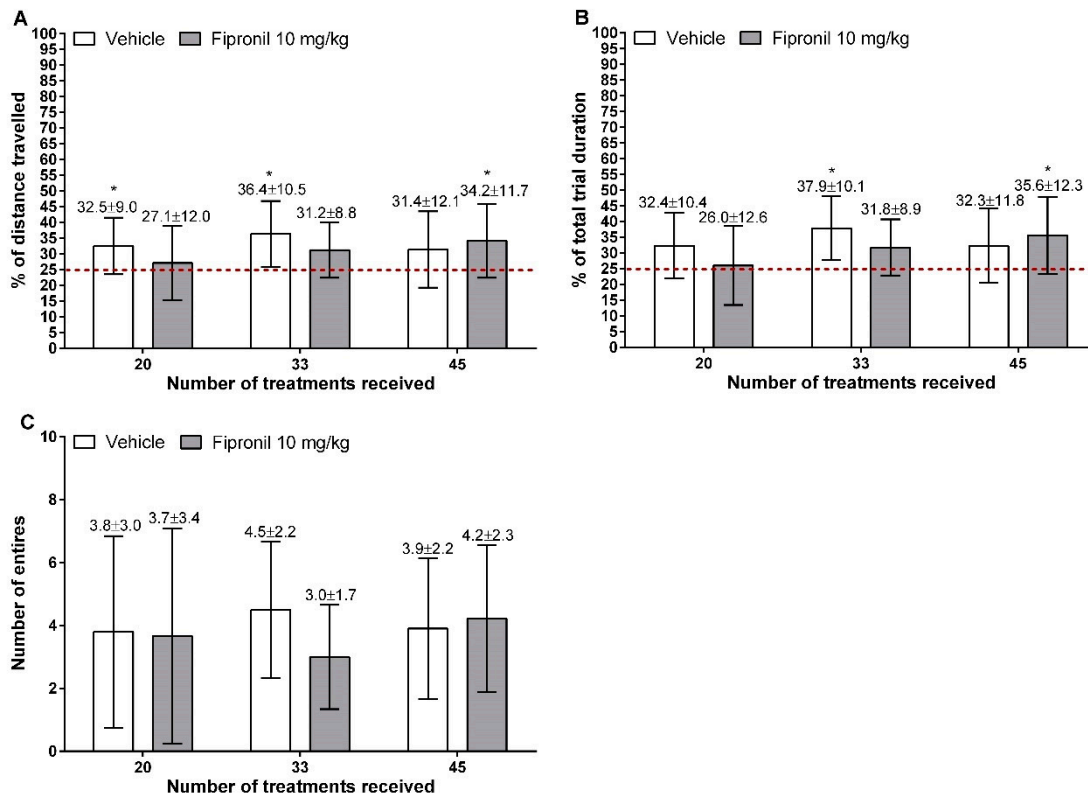 A
Vehicle Fipronil 10 mg/kg
% of distance travelled
100
95
90
85
80
75
70
65
60
55
50
45
40
35
30
25
20
15
10
5
0
* * *
32.5±9.0 27.1±12.0 36.4±10.5 31.2±8.8 31.4±12.1 34.2±11.7
20 33 45
Number of treatments received
B
Vehicle Fipronil 10 mg/kg
% of total trial duration
100
95
90
85
80
75
70
65
60
55
50
45
40
35
30
25
20
15
10
5
0
* *
32.4±10.4 26.0±12.6 37.9±10.1 31.8±8.9 32.3±11.8 35.6±12.3
20 33 45
Number of treatments received
C
Vehicle Fipronil 10 mg/kg
Number of entires
10
8
6
4
2
0
3.8±3.0 3.7±3.4 4.5±2.2 3.0±1.7 3.9±2.2 4.2±2.3
20 33 45
Number of treatments received